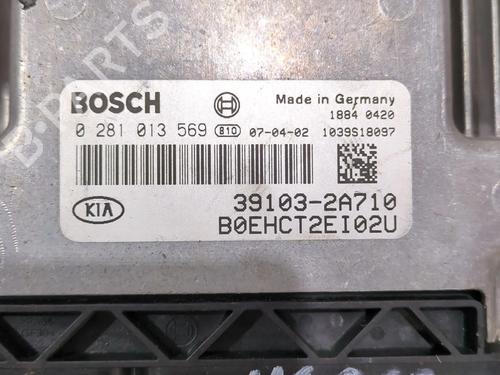 BOSCH
Made in Germany
1884 0420
0 281 013 569 810 07-04-02 1039S18097
KIA
39103-2A710
B0EHCT2EI02U
B-PARTS